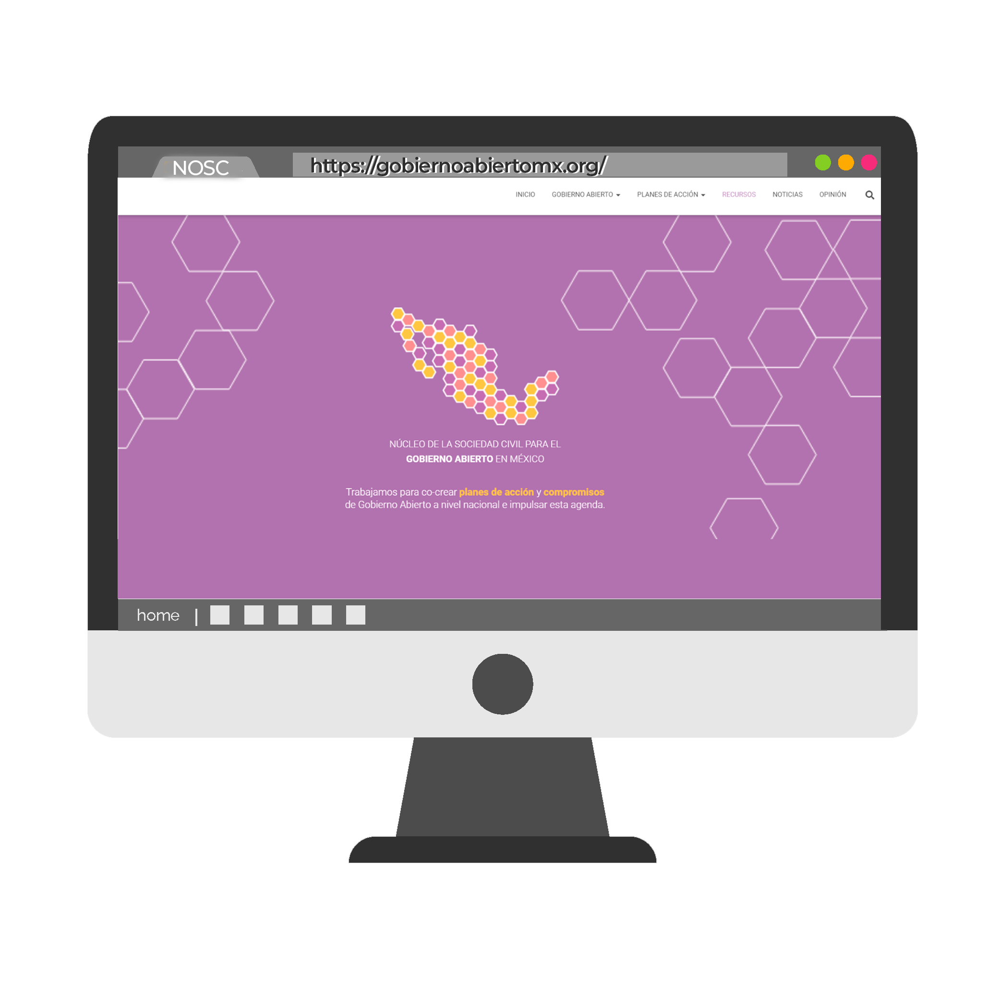 NOSC
https://gobiernoabiertomx.org/
INICIO GOBIERNO ABIERTO PLANES DE ACCIÓN RECURSOS NOTICIAS OPINIÓN
NÚCLEO DE LA SOCIEDAD CIVIL PARA EL
GOBIERNO ABIERTO EN MÉXICO
Trabajamos para co-crear planes de acción y compromisos
de Gobierno Abierto a nivel nacional e impulsar esta agenda.
home |